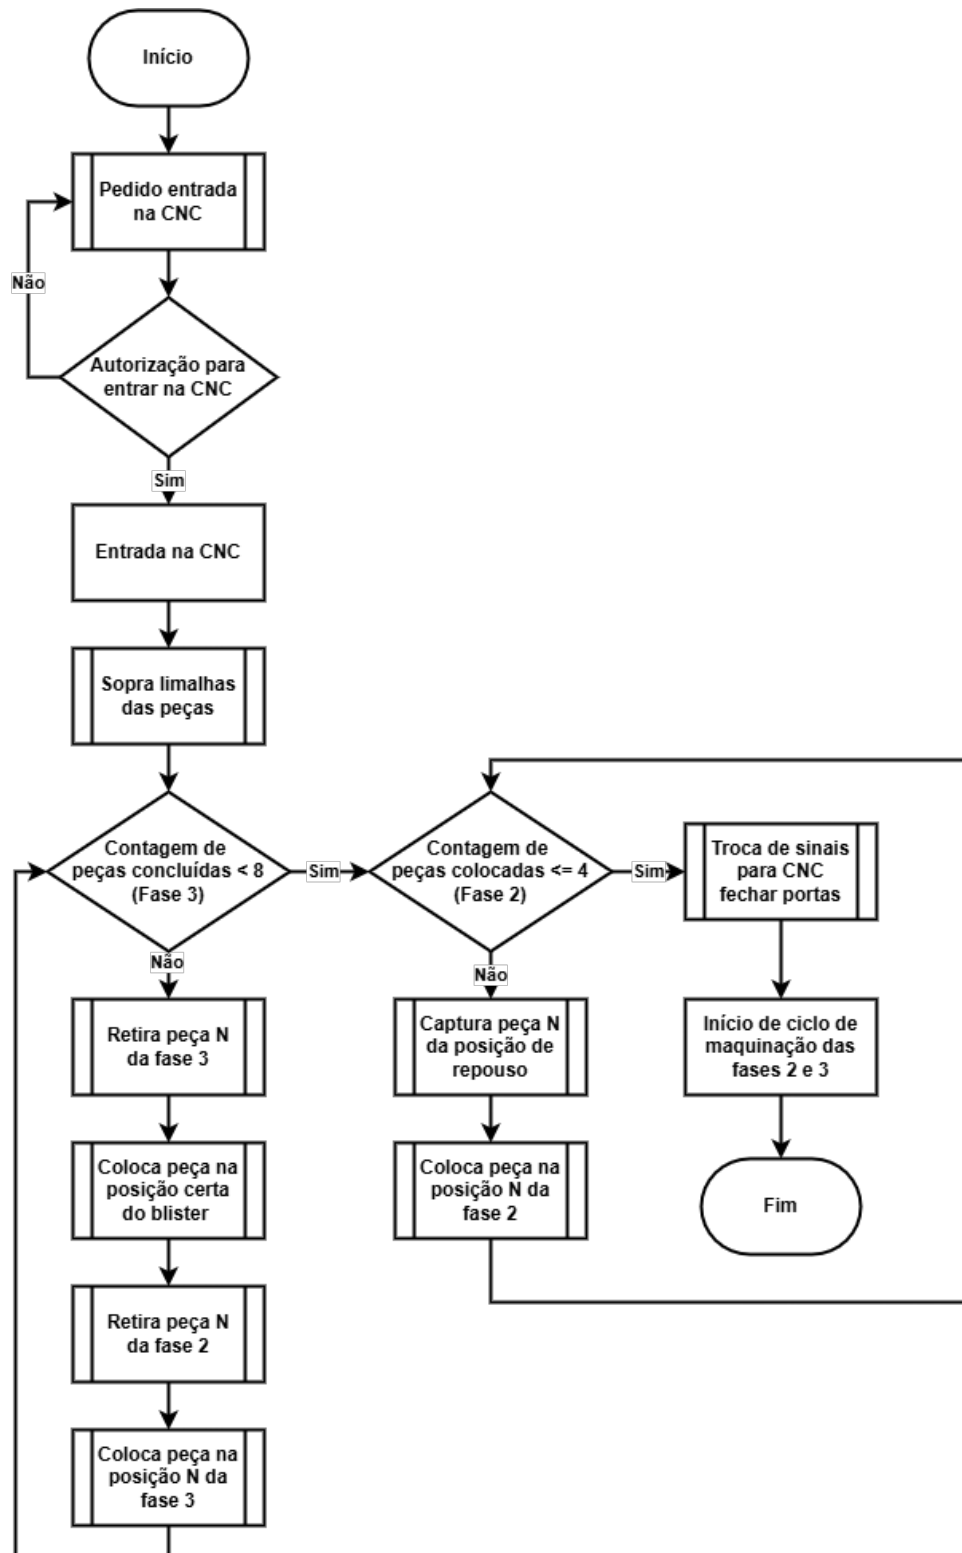 Início
Pedido entrada
na CNC
Não
Autorização para
entrar na CNC
Sim
Entrada na CNC
Sopra limalhas
das peças
Contagem de
peças concluídas < 8
(Fase 3)
Sim
Contagem de
peças colocadas <= 4
(Fase 2)
Sim
Troca de sinais
para CNC
fechar portas
Não
Não
Retira peça N
da fase 3
Captura peça N
da posição de
repouso
Início de ciclo de
maquinação das
fases 2 e 3
Coloca peça na
posição certa
do blister
Coloca peça na
posição N da
fase 2
Fim
Retira peça N
da fase 2
Coloca peça na
posição N da
fase 3